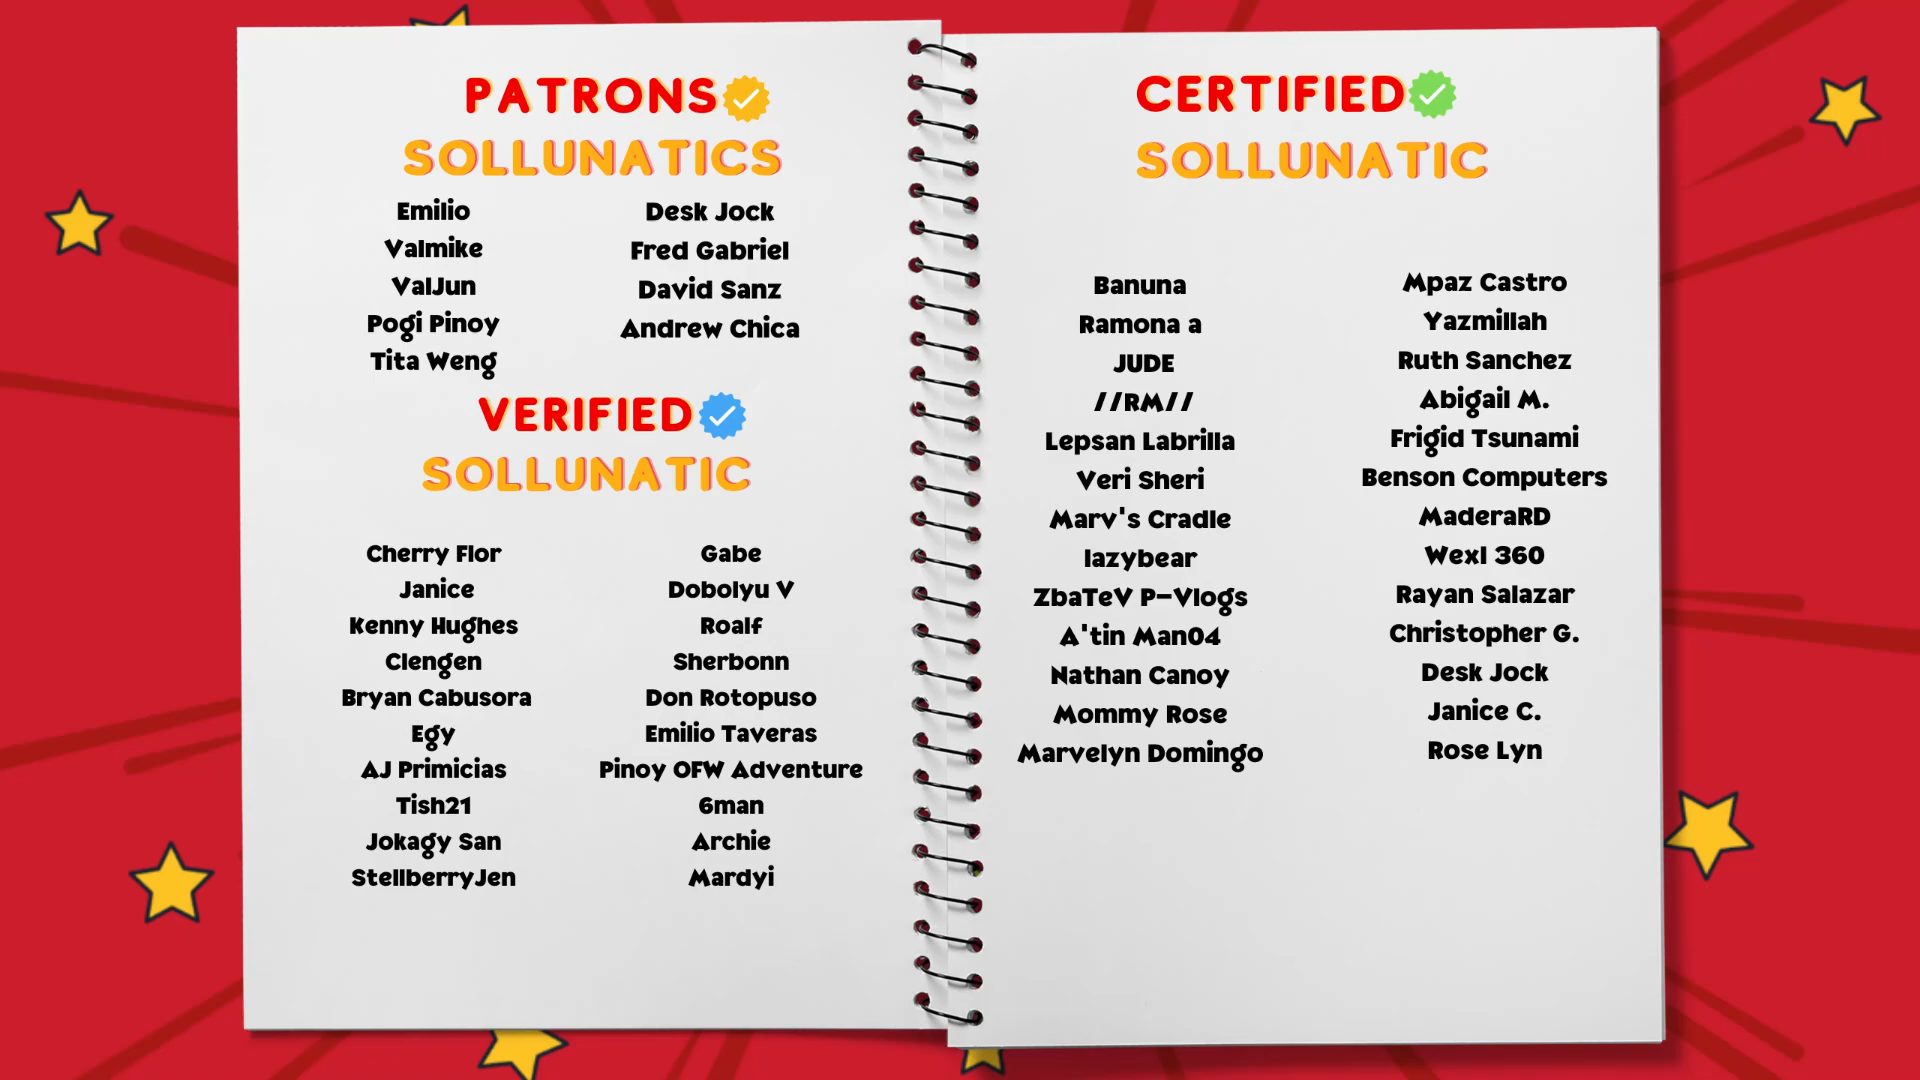 PATRONS
SOLLUNATICS
Emilio
Valmike
ValJun
Pogi Pinoy
Tita Weng
Desk Jock
Fred Gabriel
David Sanz
Andrew Chica
VERIFIED
SOLLUNATIC
Cherry Flor
Janice
Kenny Hughes
Clengen
Bryan Cabusora
Egy
AJ Primicias
Tish21
Jokagy San
StellberryJen
Gabe
Dobolyu V
Roalf
Sherbonn
Don Rotopuso
Emilio Taveras
Pinoy OFW Adventure
6man
Archie
Mardyi
CERTIFIED
SOLLUNATIC
Banuna
Ramona a
JUDE
//RM//
Lepsan Labrilla
Veri Sheri
Marv's Cradle
lazybear
ZbaTeV P-Vlogs
A'tin Man04
Nathan Canoy
Mommy Rose
Marvelyn Domingo
Mpaz Castro
Yazmillah
Ruth Sanchez
Abigail M.
Frigid Tsunami
Benson Computers
MaderaRD
Wexl 360
Rayan Salazar
Christopher G.
Desk Jock
Janice C.
Rose Lyn